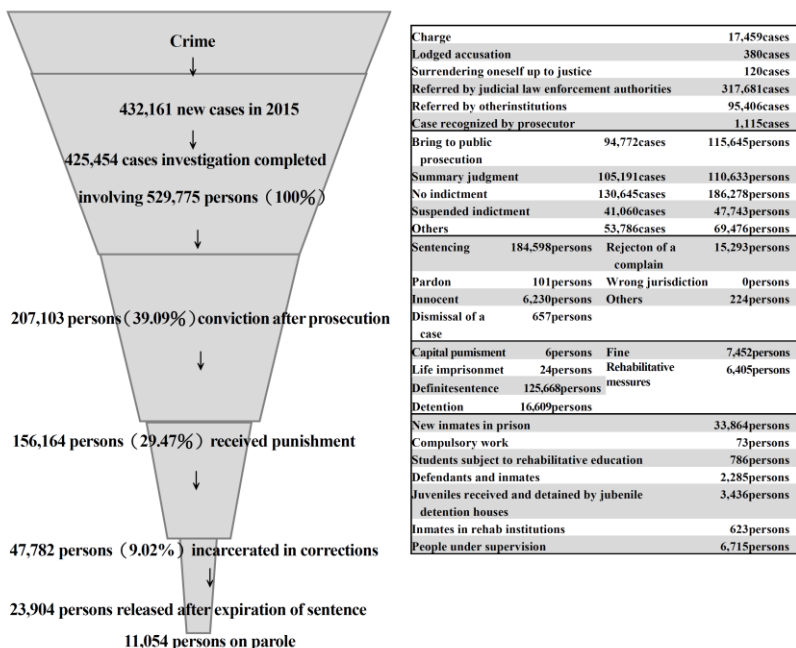 Crime
↓
432,161 new cases in 2015
↓
425,454 cases investigation completed
involving 529,775 persons（100%）
↓
207,103 persons（39.09%）conviction after prosecution
↓
156,164 persons（29.47%）received punishment
↓
47,782 persons（9.02%）incarcerated in corrections
↓
23,904 persons released after expiration of sentence
11,054 persons on parole
Charge 17,459cases
Lodged accusation 380cases
Surrendering oneself up to justice 120cases
Referred by judicial law enforcement authorities 317,681cases
Referred by otherinstitutions 95,406cases
Case recognized by prosecutor 1,115cases
Bring to public 94,772cases 115,645persons
prosecution
Summary judgment 105,191cases 110,633persons
No indictment 130,645cases 186,278persons
Suspended indictment 41,060cases 47,743persons
Others 53,786cases 69,476persons
Sentencing 184,598persons Rejecton of a 15,293persons
complain
Pardon 101persons Wrong jurisdiction 0persons
Innocent 6,230persons Others 224persons
Dismissal of a 657persons
case
Capital pumisment 6persons Fine 7,452persons
Life imprisonmet 24persons Rehabilitative 6,405persons
messures
Definitesentence 125,668persons
Detention 16,609persons
New inmates in prison 33,864persons
Compulsory work 73persons
Students subject to rehabilitative education 786persons
Defendants and inmates 2,285persons
Juveniles received and detained by jubenile 3,436persons
detention houses
Inmates in rehab institutions 623persons
People under supervision 6,715persons